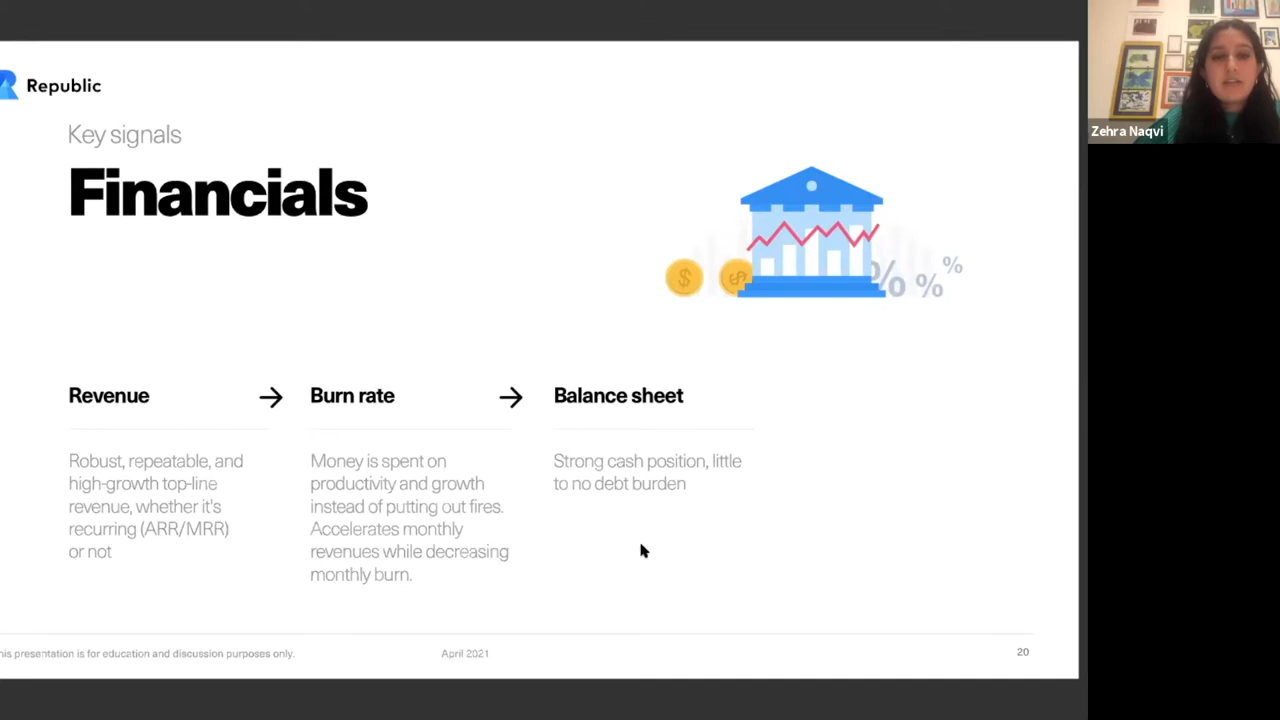 Republic
Key signals
Financials
Zehra Naqvi
$
$
% % %
Revenue → Burn rate → Balance sheet
Robust, repeatable, and
high-growth top-line
revenue, whether it's
recurring (ARR/MRR)
or not
Money is spent on
productivity and growth
instead of putting out fires.
Accelerates monthly
revenues while decreasing
monthly burn.
Strong cash position, little
to no debt burden
his presentation is for education and discussion purposes only.
April 2021
20